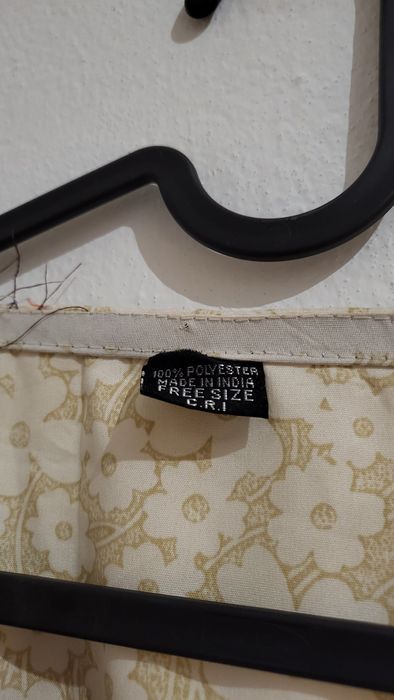 100% POLYESTER
MADE IN INDIA
FREE SIZE
C.R.I